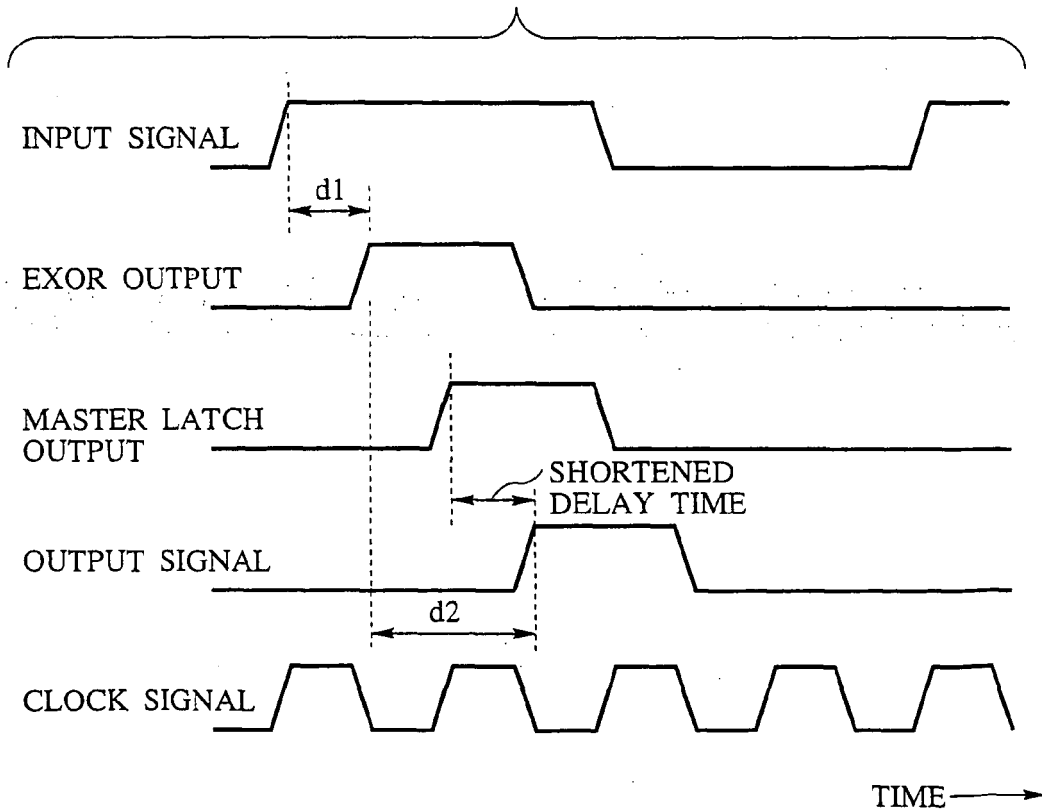 INPUT SIGNAL
d1
EXOR OUTPUT
MASTER LATCH
OUTPUT
SHORTENED
DELAY TIME
OUTPUT SIGNAL
d2
CLOCK SIGNAL
TIME